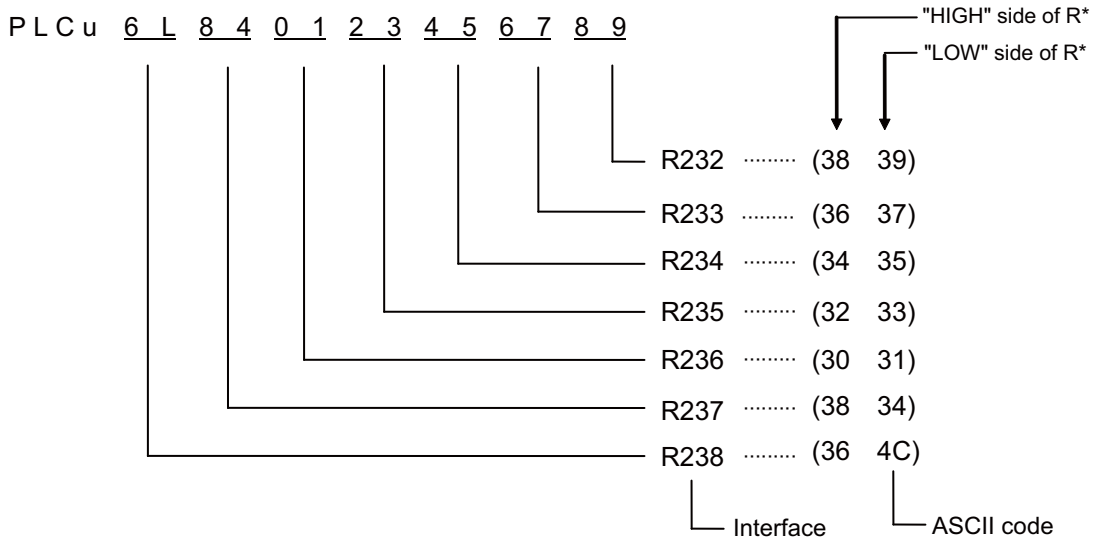 "HIGH" side of R*
P L C u 6 L 8 4 0 1 2 3 4 5 6 7 8 9
"LOW" side of R*
R232 ········· (38 39)
R233 ········· (36 37)
R234 ········· (34 35)
R235 ········· (32 33)
R236 ········· (30 31)
R237 ········· (38 34)
R238 ········· (36 4C)
Interface ASCII code